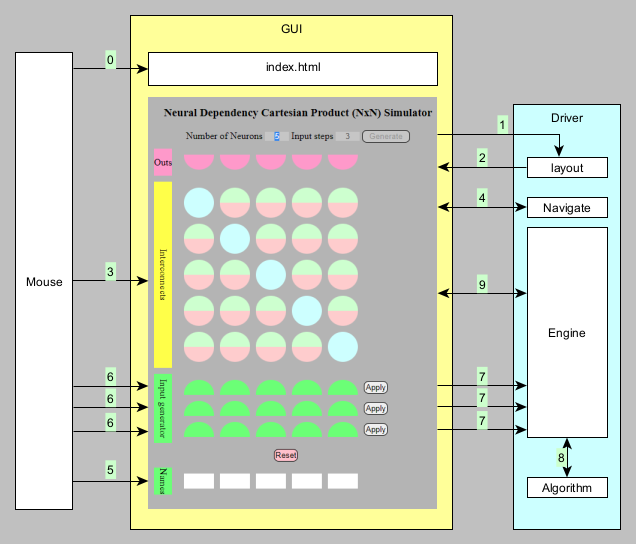 GUI
0
index.html
Neural Dependency Cartesian Product (NxN) Simulator
Driver
Number of Neurons 5 Input steps 3 Generate
1
Outs
2
layout
4
Navigate
Interconnects
Mouse
3
9
Engine
6
Input generator
Apply
7
6
Apply
7
6
Apply
7
Reset
8
5
Names
Algorithm